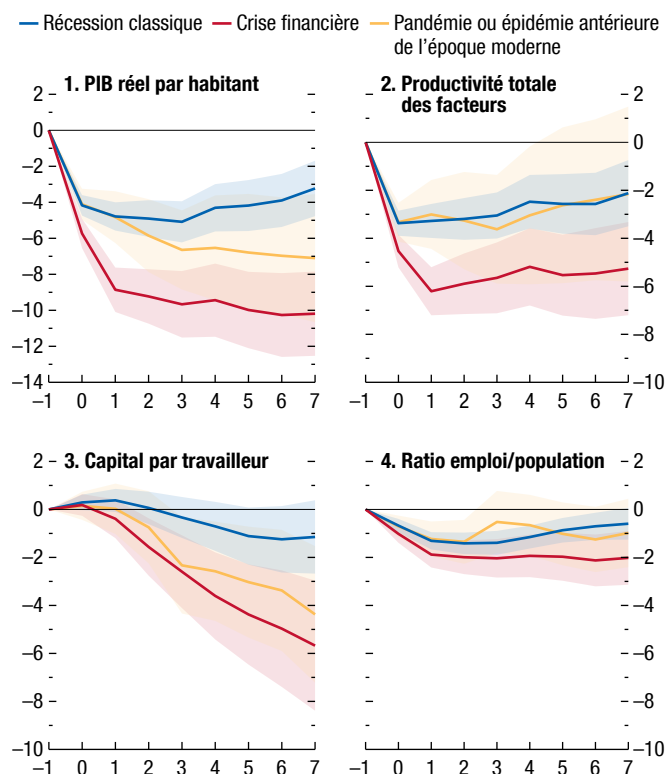 Récession classique Crise financière Pandémie ou épidémie antérieure
de l'époque moderne
1. PIB réel par habitant
2
0
–2
–4
–6
–8
–10
–12
–14
–1 0 1 2 3 4 5 6 7
2. Productivité totale
des facteurs
2
0
–2
–4
–6
–8
–10
–1 0 1 2 3 4 5 6 7
3. Capital par travailleur
2
0
–2
–4
–6
–8
–10
–1 0 1 2 3 4 5 6 7
4. Ratio emploi/population
2
0
–2
–4
–6
–8
–10
–1 0 1 2 3 4 5 6 7